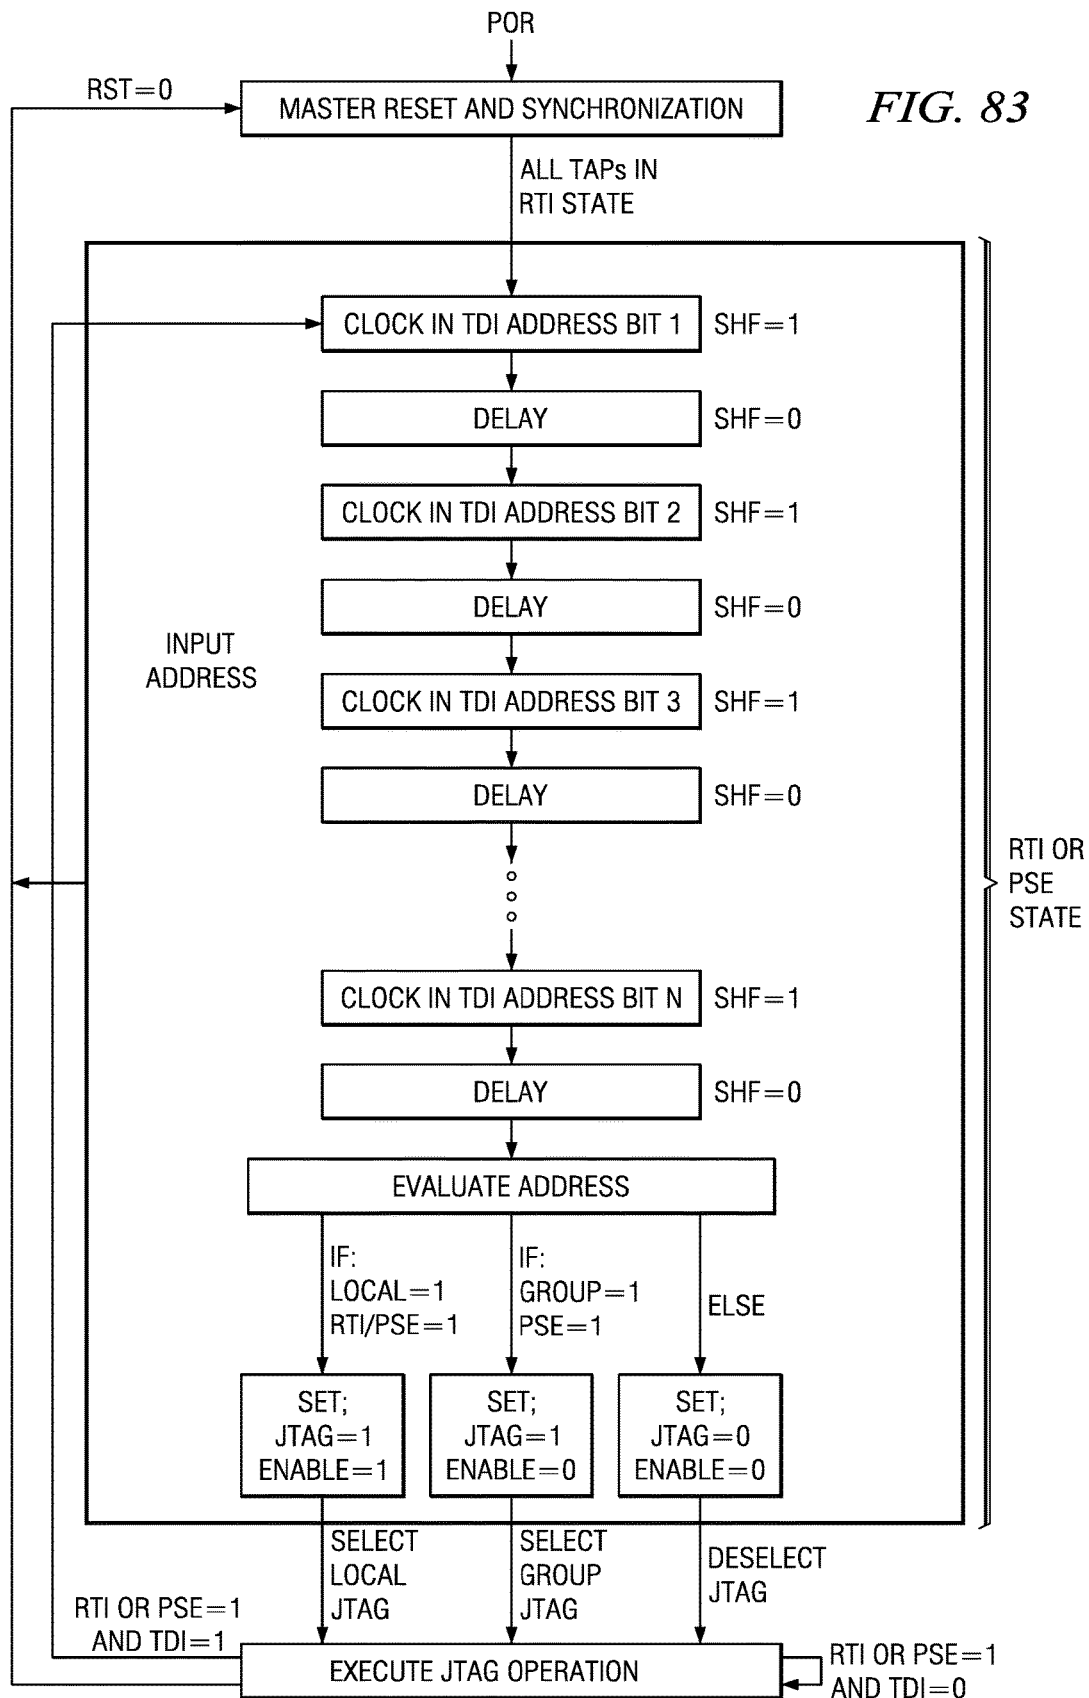 POR
RST=0
MASTER RESET AND SYNCHRONIZATION
FIG. 83
ALL TAPs IN
RTI STATE
CLOCK IN TDI ADDRESS BIT 1
SHF=1
DELAY
SHF=0
CLOCK IN TDI ADDRESS BIT 2
SHF=1
DELAY
SHF=0
INPUT
ADDRESS
CLOCK IN TDI ADDRESS BIT 3
SHF=1
DELAY
SHF=0
RTI OR
PSE
STATE
CLOCK IN TDI ADDRESS BIT N
SHF=1
DELAY
SHF=0
EVALUATE ADDRESS
IF:
LOCAL=1
RTI/PSE=1
IF:
GROUP=1
PSE=1
ELSE
SET;
JTAG=1
ENABLE=1
SET;
JTAG=1
ENABLE=0
SET;
JTAG=0
ENABLE=0
SELECT
LOCAL
JTAG
SELECT
GROUP
JTAG
DESELECT
JTAG
RTI OR PSE=1
AND TDI=1
EXECUTE JTAG OPERATION
RTI OR PSE=1
AND TDI=0